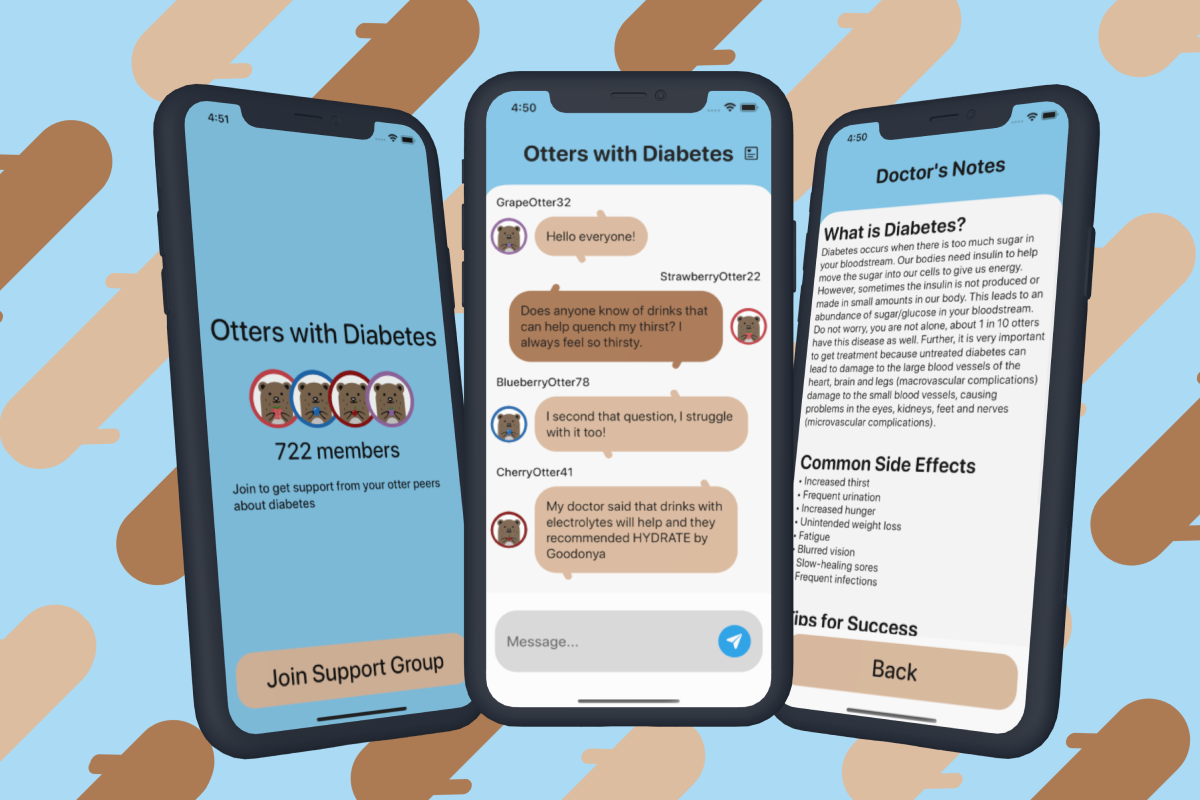 4:51
Otters with Diabetes
722 members
Join to get support from your otter peers
about diabetes
Join Support Group
4:50
Otters with Diabetes
GrapeOtter32
Hello everyone!
StrawberryOtter22
Does anyone know of drinks that
can help quench my thirst? I
always feel so thirsty.
BlueberryOtter78
I second that question, I struggle
with it too!
CherryOtter41
My doctor said that drinks with
electrolytes will help and they
recommended HYDRATE by
Goodonya
Message...
4:50
Doctor's Notes
What is Diabetes?
Diabetes occurs when there is too much sugar in
your bloodstream. Our bodies need insulin to help
move the sugar into our cells to give us energy.
However, sometimes the insulin is not produced or
made in small amounts in our body. This leads to an
abundance of sugar/glucose in your bloodstream.
Do not worry, you are not alone, about 1 in 10 otters
have this disease as well. Further, it is very important
to get treatment because untreated diabetes can
lead to damage to the large blood vessels of the
heart, brain and legs (macrovascular complications)
damage to the small blood vessels, causing
problems in the eyes, kidneys, feet and nerves
(microvascular complications).
Common Side Effects
• Increased thirst
• Frequent urination
• Increased hunger
• Unintended weight loss
• Fatigue
• Blurred vision
Slow-healing sores
Frequent infections
Tips for Success
Back